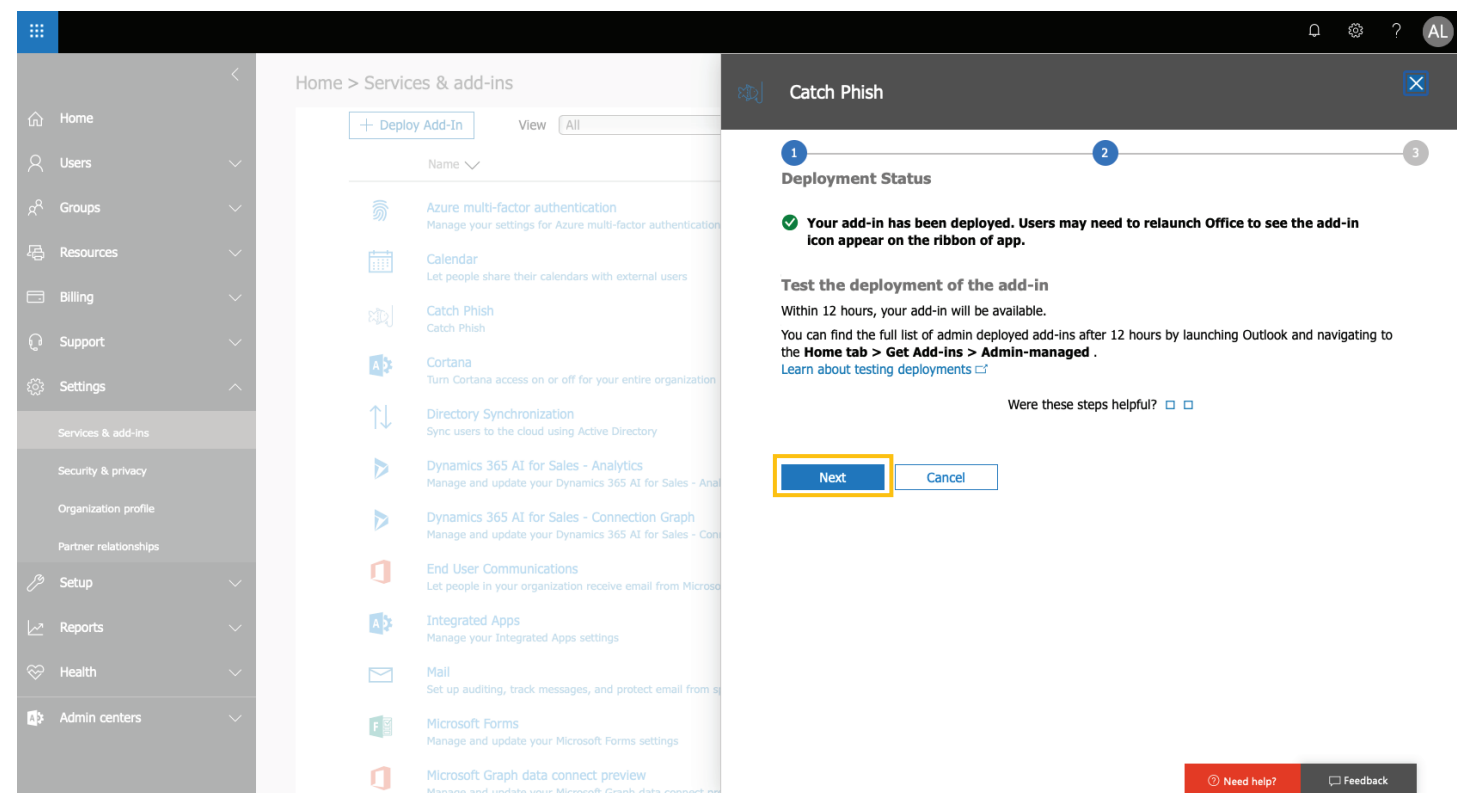 AL
Home
Users
Groups
Resources
Billing
Support
Settings
Services & add-ins
Security & privacy
Organization profile
Partner relationships
Setup
Reports
Health
Admin centers
Home > Services & add-ins
Deploy Add-In View All
Name
Azure multi-factor authentication
Manage your settings for Azure multi-factor authentication
Calendar
Let people share their calendars with external users
Catch Phish
Catch Phish
Cortana
Turn Cortana access on or off for your entire organization
Directory Synchronization
Sync users to the cloud using Active Directory
Dynamics 365 AI for Sales - Analytics
Manage and update your Dynamics 365 AI for Sales - Anal
Dynamics 365 AI for Sales - Connection Graph
Manage and update your Dynamics 365 AI for Sales - Con
End User Communications
Let people in your organization receive email from Microso
Integrated Apps
Manage your Integrated Apps settings
Mail
Set up auditing, track messages, and protect email from s
Microsoft Forms
Manage and update your Microsoft Forms settings
Microsoft Graph data connect preview
Manage and update your Microsoft Graph data connect pr
Catch Phish
1 2 3
Deployment Status
Your add-in has been deployed. Users may need to relaunch Office to see the add-in
icon appear on the ribbon of app.
Test the deployment of the add-in
Within 12 hours, your add-in will be available.
You can find the full list of admin deployed add-ins after 12 hours by launching Outlook and navigating to
the Home tab > Get Add-ins > Admin-managed .
Learn about testing deployments
Were these steps helpful?
Next Cancel
Need help? Feedback